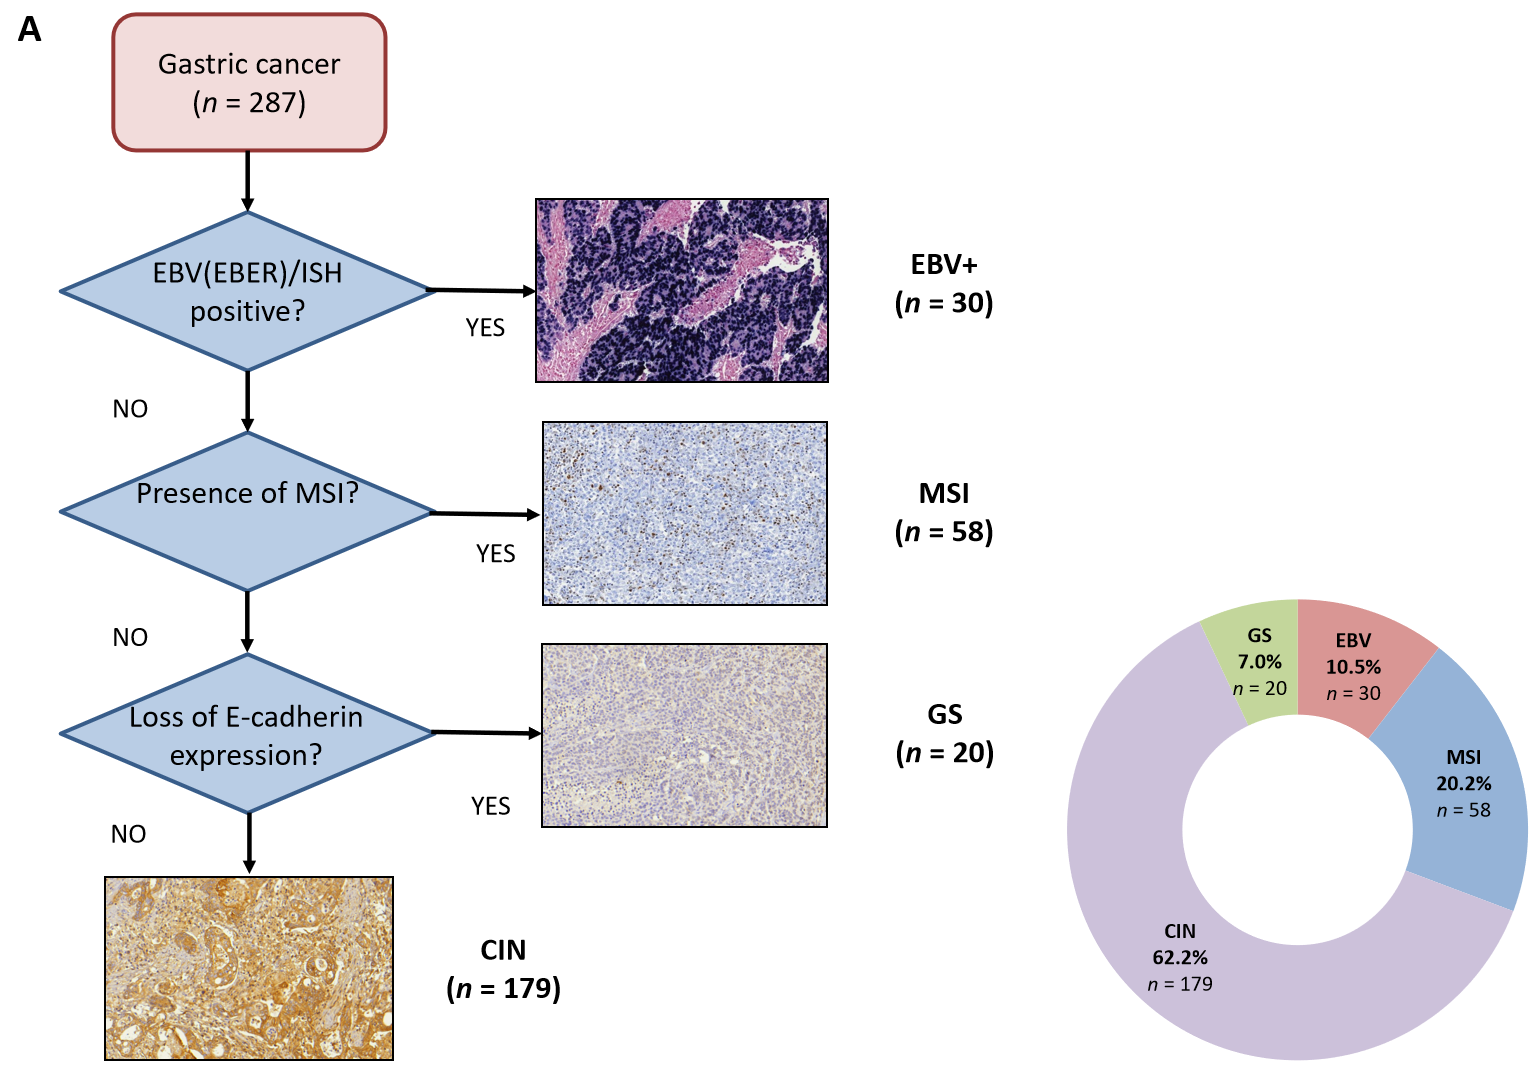 A
Gastric cancer
(n = 287)
EBV(EBER)/ISH
positive?
YES
EBV+
(n = 30)
NO
Presence of MSI?
YES
MSI
(n = 58)
NO
Loss of E-cadherin
expression?
YES
GS
(n = 20)
NO
CIN
(n = 179)
GS
7.0%
n = 20
EBV
10.5%
n = 30
MSI
20.2%
n = 58
CIN
62.2%
n = 179